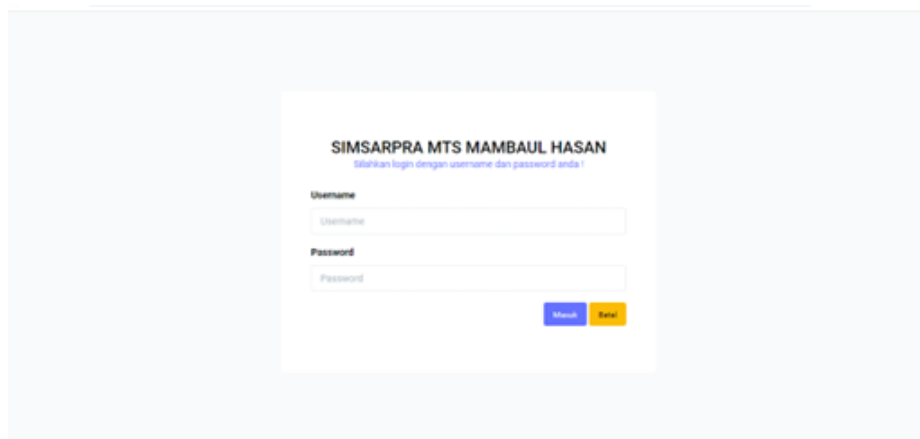 SIMSARPRA MTS MAMBAUL HASAN
Silahkan login dengan username dan password anda !
Username
Username
Password
Password
Masuk Batal